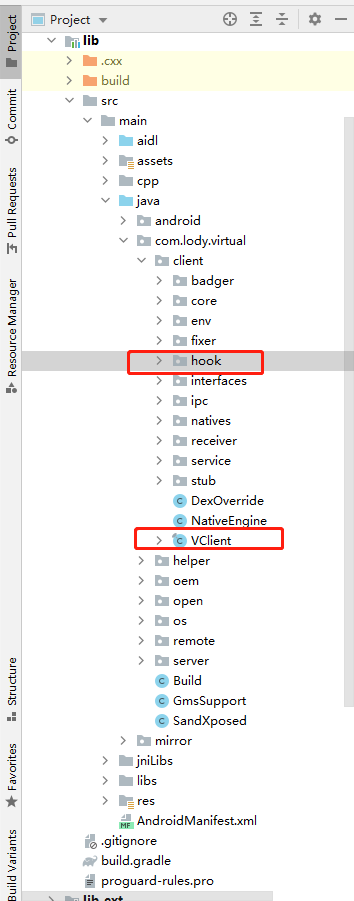 Project
lib
.cxx
build
src
main
aidl
assets
cpp
java
android
com.lody.virtual
client
badger
core
env
fixer
hook
interfaces
ipc
natives
receiver
service
stub
DexOverride
NativeEngine
VClient
helper
oem
open
os
remote
server
Build
GmsSupport
SandXposed
mirror
jniLibs
libs
res
MF AndroidManifest.xml
.gitignore
build.gradle
proguard-rules.pro
lib-ext
Project
Commit
Pull Requests
Resource Manager
Structure
Favorites
Build Variants